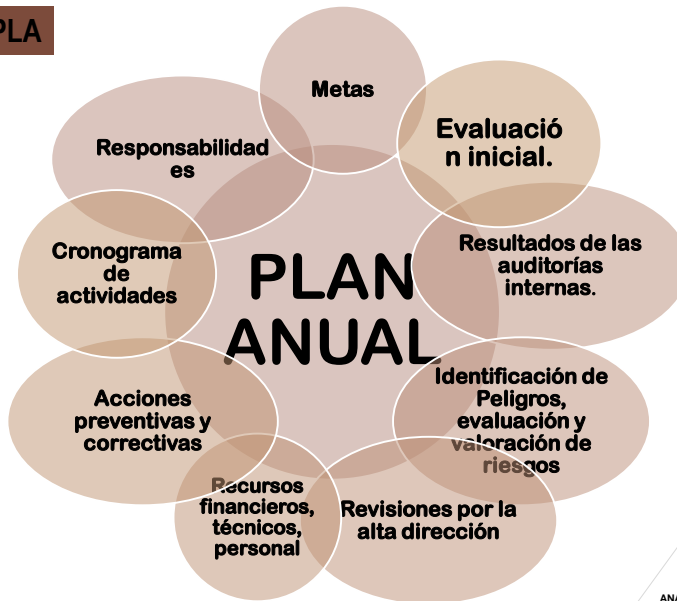 PLA
Metas
Evaluació
n inicial.
Responsabilidad
es
Resultados de las
auditorías
internas.
Cronograma
de
actividades
PLAN
ANUAL
Identificación de
Peligros,
evaluación y
valoración de
riesgos
Acciones
preventivas y
correctivas
Recursos
financieros,
técnicos,
personal
Revisiones por la
alta dirección
ANA